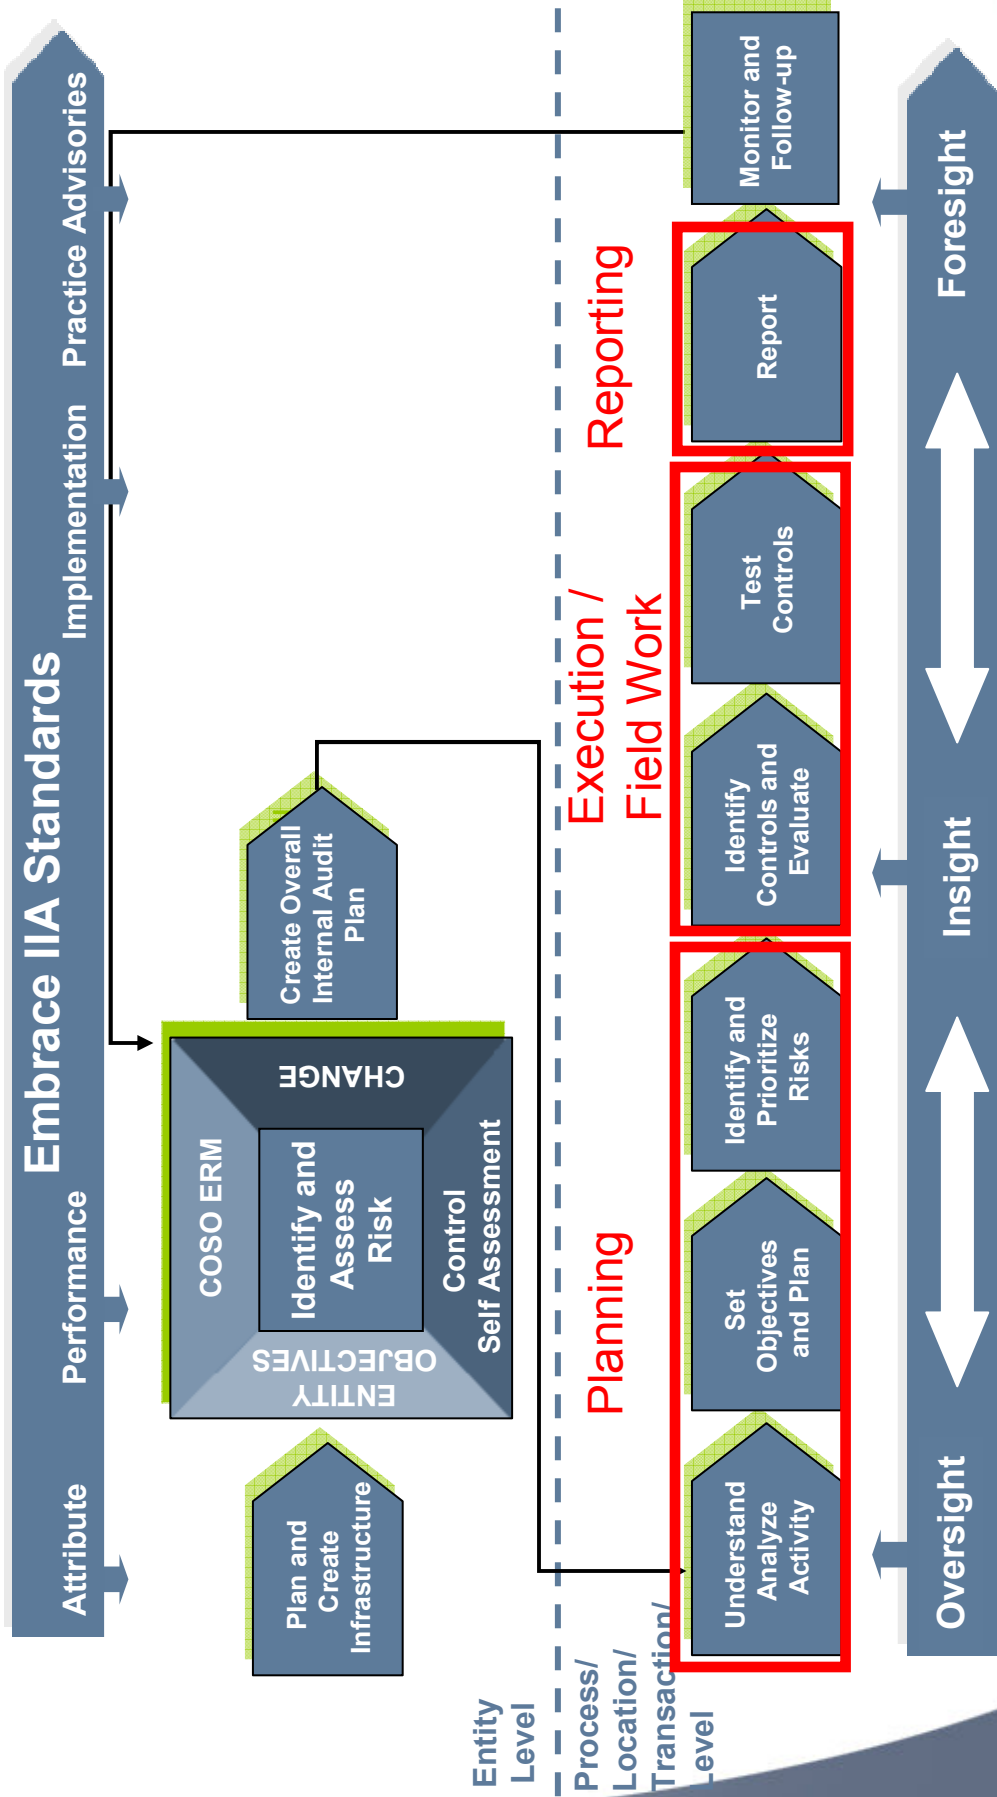 Embrace IIA Standards
Attribute
Performance
Implementation
Practice Advisories
Plan and
Create
Infrastructure
COSO ERM
ENTITY
OBJECTIVES
Identify and
Assess
Risk
CHANGE
Control
Self Assessment
Create Overall
Internal Audit
Plan
Entity
Level
Process/
Location/
Transaction/
Level
Planning
Execution /
Field Work
Reporting
Understand
Analyze
Activity
Set
Objectives
and Plan
Identify and
Prioritize
Risks
Identify
Controls and
Evaluate
Test
Controls
Report
Monitor and
Follow-up
Oversight
Insight
Foresight